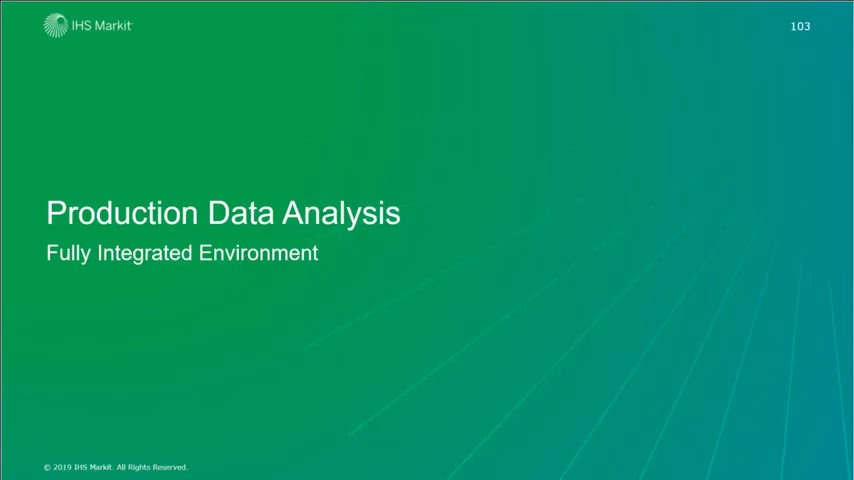 IHS Markit
103
Production Data Analysis
Fully Integrated Environment
© 2019 IHS Markit. All Rights Reserved.